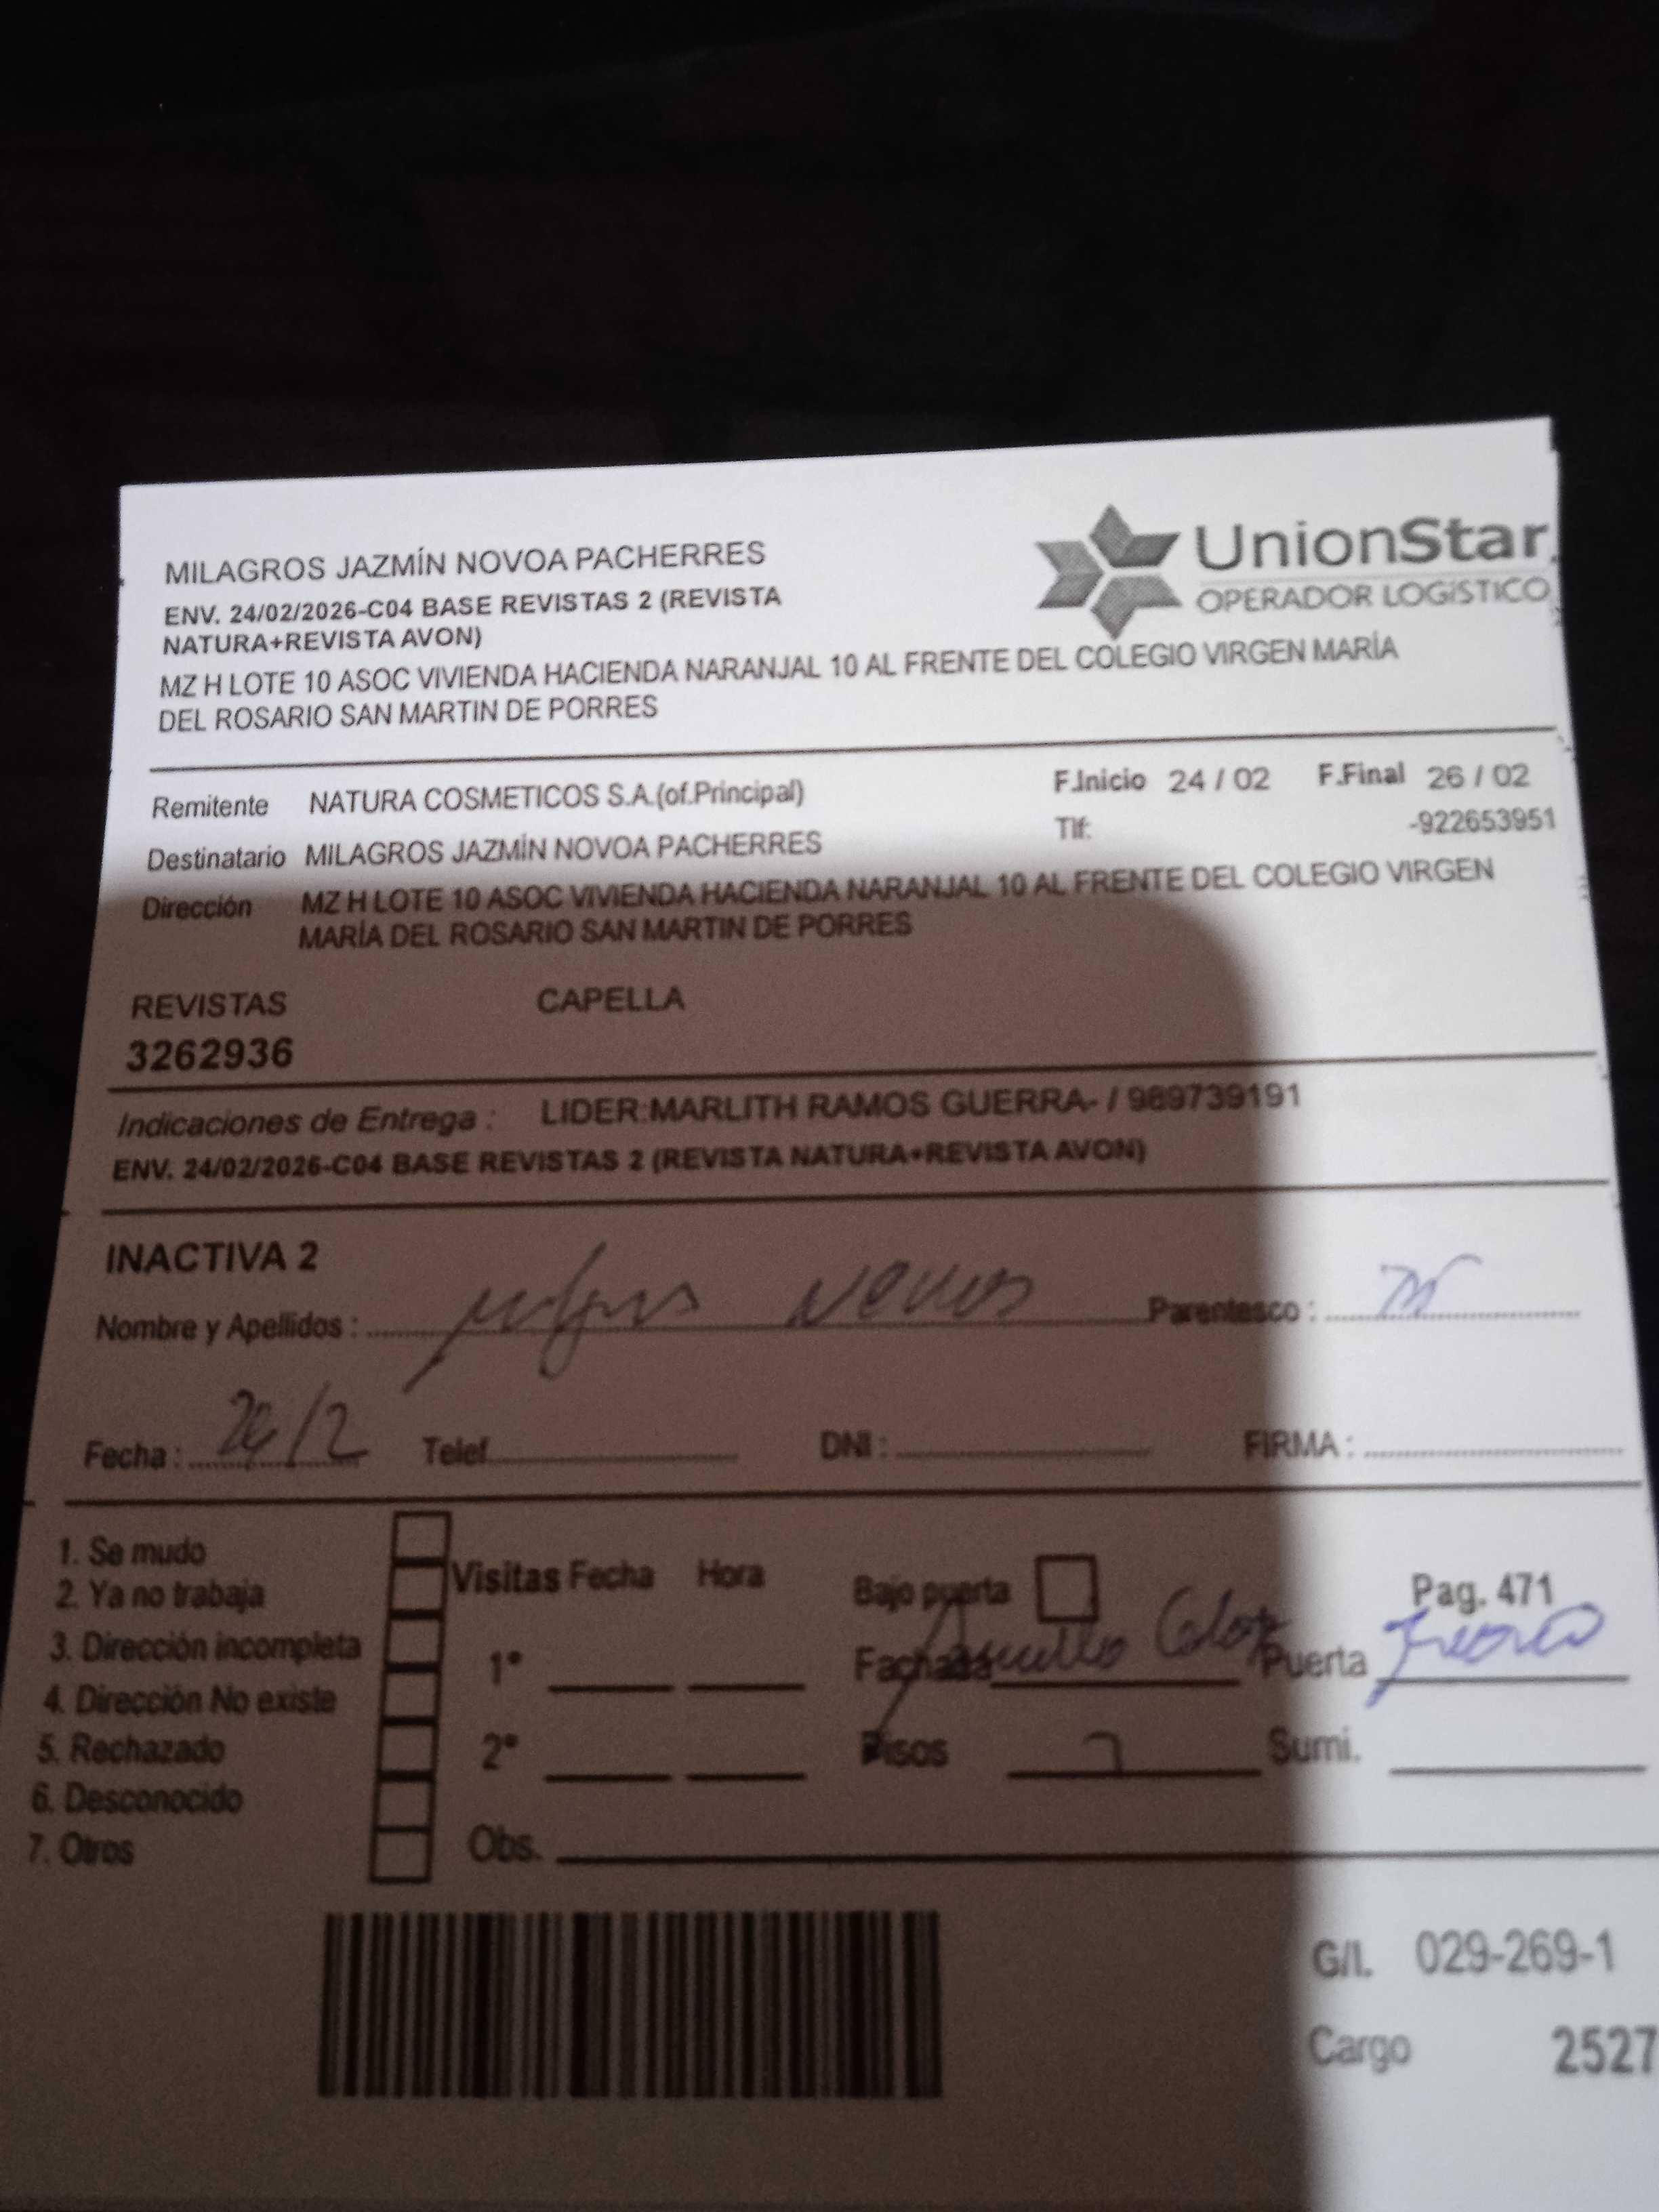 MILAGROS JAZMÍN NOVOA PACHERRES
ENV. 24/02/2026-C04 BASE REVISTAS 2 (REVISTA
NATURA+REVISTA AVON)
UnionStar
OPERADOR LOGÍSTICO
MZ H LOTE 10 ASOC VIVIENDA HACIENDA NARANJAL 10 AL FRENTE DEL COLEGIO VIRGEN MARÍA
DEL ROSARIO SAN MARTIN DE PORRES
Remitente NATURA COSMETICOS S.A.(of.Principal) F.Inicio 24 / 02 F.Final 26 / 02
Tlf: -922653951
Destinatario MILAGROS JAZMÍN NOVOA PACHERRES
Dirección MZ H LOTE 10 ASOC VIVIENDA HACIENDA NARANJAL 10 AL FRENTE DEL COLEGIO VIRGEN
MARÍA DEL ROSARIO SAN MARTIN DE PORRES
REVISTAS CAPELLA
3262936
Indicaciones de Entrega : LIDER:MARLITH RAMOS GUERRA- / 989739191
ENV. 24/02/2026-C04 BASE REVISTAS 2 (REVISTA NATURA+REVISTA AVON)
INACTIVA 2
Nombre y Apellidos : Parentesco :
Fecha : Telef. DNI : FIRMA :
1. Se mudo
2. Ya no trabaja
3. Dirección incompleta
4. Dirección No existe
5. Rechazado
6. Desconocido
7. Otros
Visitas Fecha Hora
1°
2°
Obs.
Bajo puerta Pag. 471
Fachada Puerta
Pisos Sumi.
G/I. 029-269-1
Cargo 2527